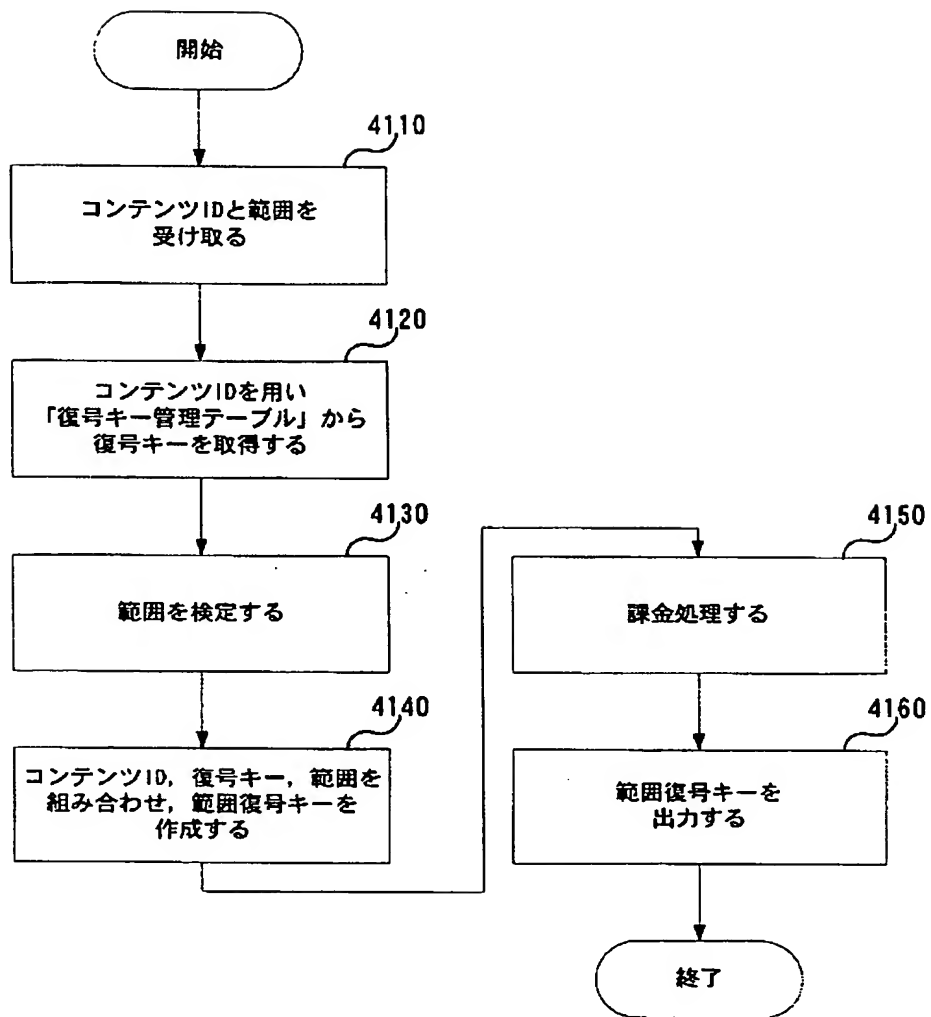 開始
4110
コンテンツIDと範囲を
受け取る
4120
コンテンツIDを用い
「復号キー管理テーブル」から
復号キーを取得する
4130
範囲を検定する
4140
コンテンツID，復号キー，範囲を
組み合わせ，範囲復号キーを
作成する
4150
課金処理する
4160
範囲復号キーを
出力する
終了